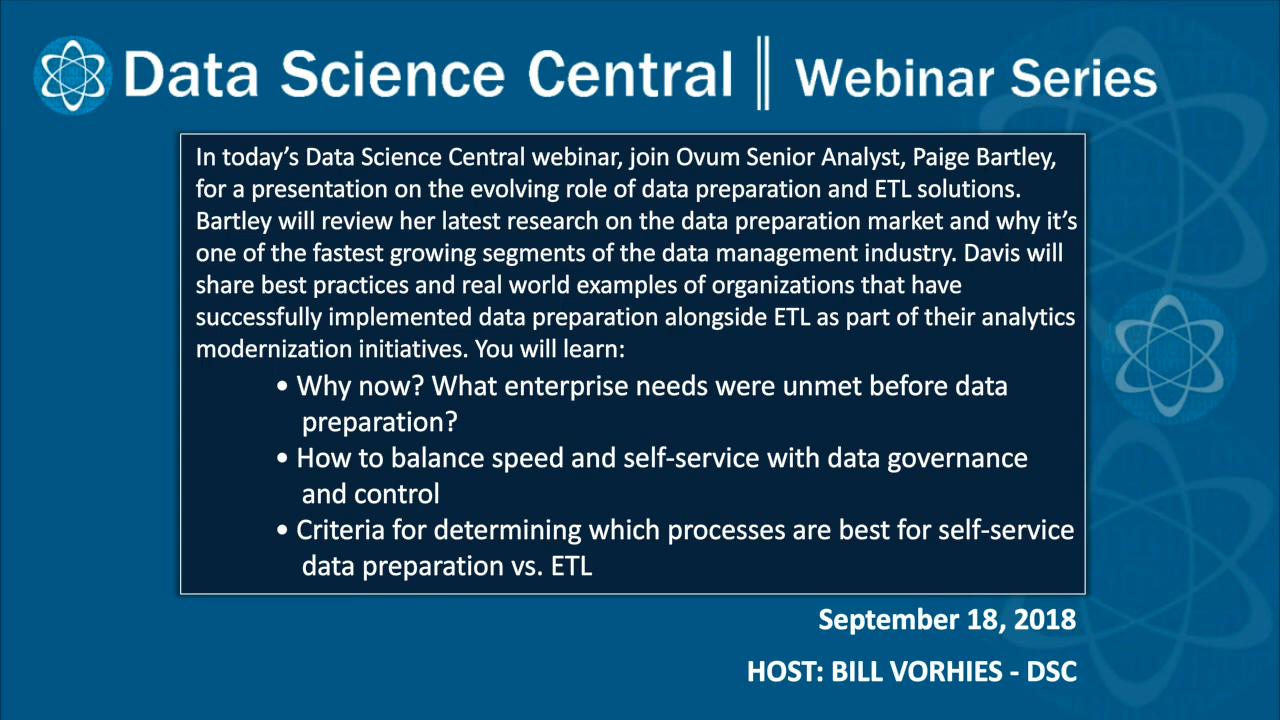 Data Science Central || Webinar Series
In today’s Data Science Central webinar, join Ovum Senior Analyst, Paige Bartley,
for a presentation on the evolving role of data preparation and ETL solutions.
Bartley will review her latest research on the data preparation market and why it’s
one of the fastest growing segments of the data management industry. Davis will
share best practices and real world examples of organizations that have
successfully implemented data preparation alongside ETL as part of their analytics
modernization initiatives. You will learn:
• Why now? What enterprise needs were unmet before data
preparation?
• How to balance speed and self-service with data governance
and control
• Criteria for determining which processes are best for self-service
data preparation vs. ETL
September 18, 2018
HOST: BILL VORHIES - DSC